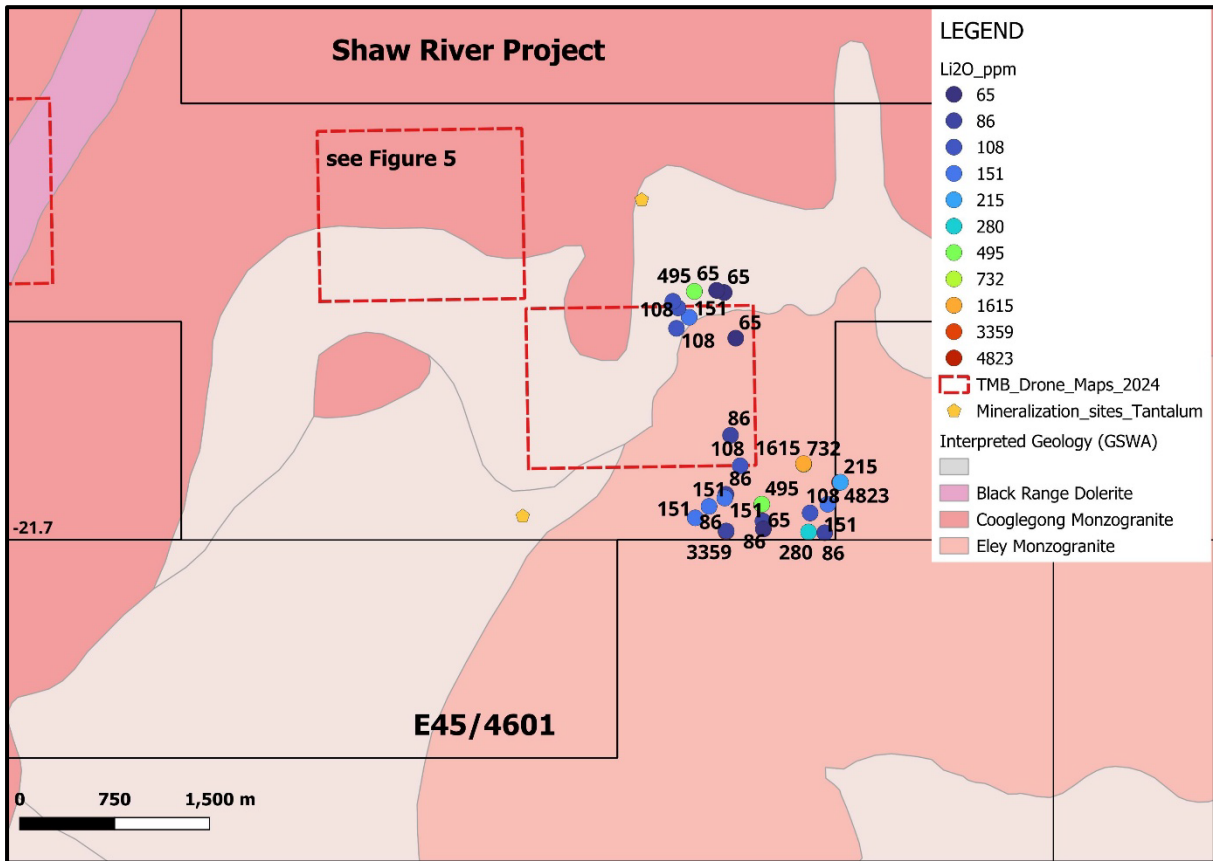 Shaw River Project
see Figure 5
495 65 65
108 151
108 65
86
108 1615 732
86 215
151 495 108 4823
151 86 151 65 151
3359 86 280 86
-21.7
E45/4601
0 750 1,500 m
LEGEND
Li2O_ppm
65
86
108
151
215
280
495
732
1615
3359
4823
TMB_Drone_Maps_2024
Mineralization_sites_Tantalum
Interpreted Geology (GSWA)
Black Range Dolerite
Cooglegong Monzogranite
Eley Monzogranite